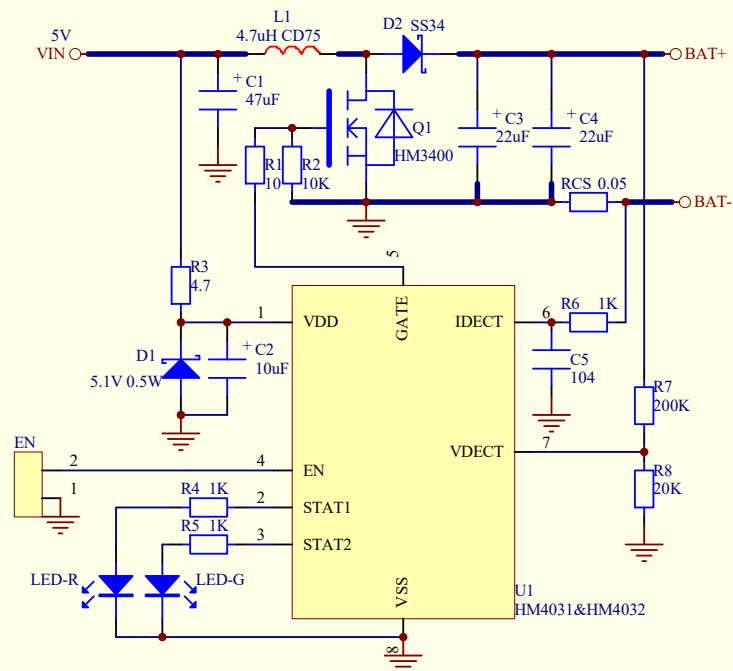 L1
4.7uH CD75
D2 SS34
5V
VIN
BAT+
+ C1
47uF
Q1
HM3400
+ C3
22uF
+ C4
22uF
R1
10
R2
10K
RCS 0.05
BAT-
5
R3
4.7
1
VDD
GATE
IDECT
6
R6 1K
D1
5.1V 0.5W
+ C2
10uF
C5
104
R7
200K
VDECT
7
R8
20K
EN
2
1
4
EN
R4 1K
2
STAT1
R5 1K
3
STAT2
LED-R
LED-G
VSS
8
U1
HM4031&HM4032